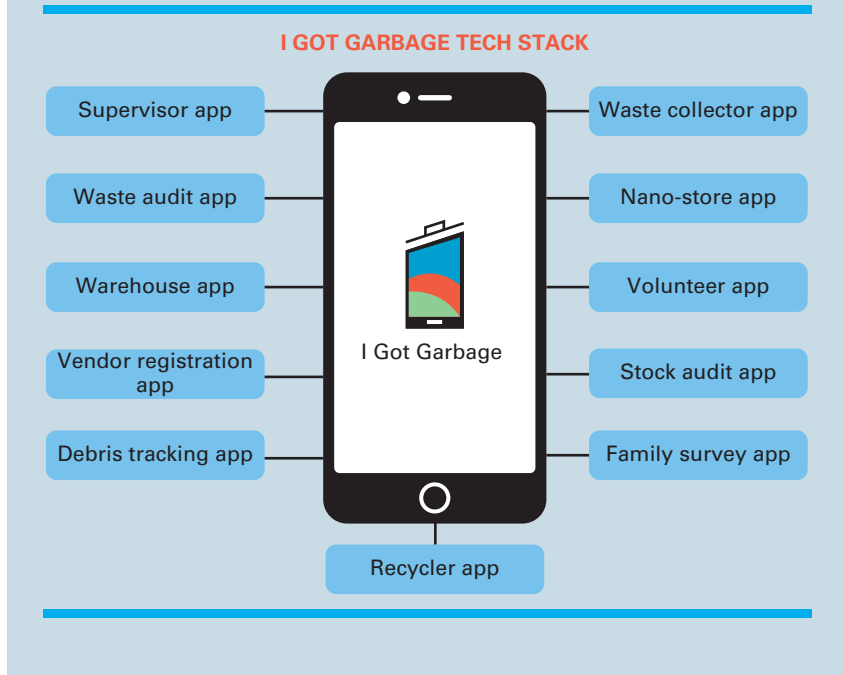 I GOT GARBAGE TECH STACK
Supervisor app
Waste collector app
Waste audit app
Nano-store app
Warehouse app
Volunteer app
I Got Garbage
Vendor registration
app
Stock audit app
Debris tracking app
Family survey app
Recycler app